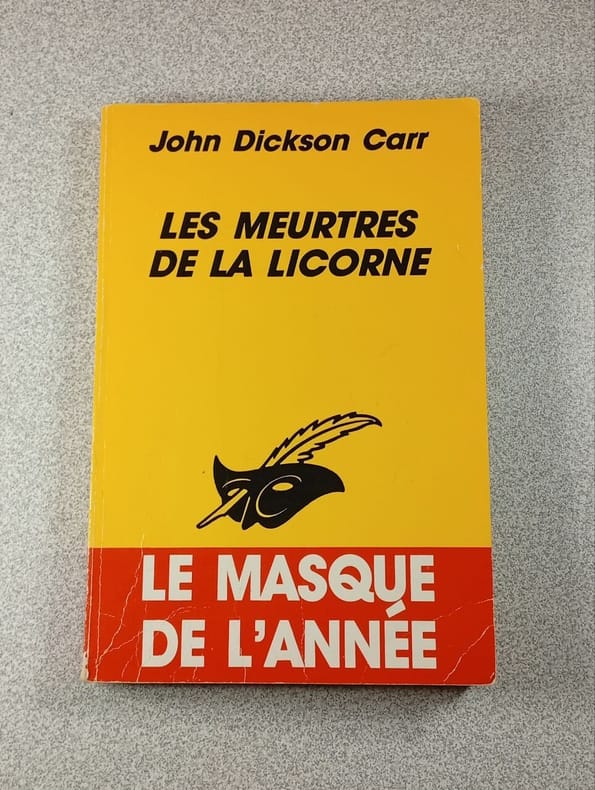 John Dickson Carr
LES MEURTRES
DE LA LICORNE
LE MASQUE
DE L'ANNÉE